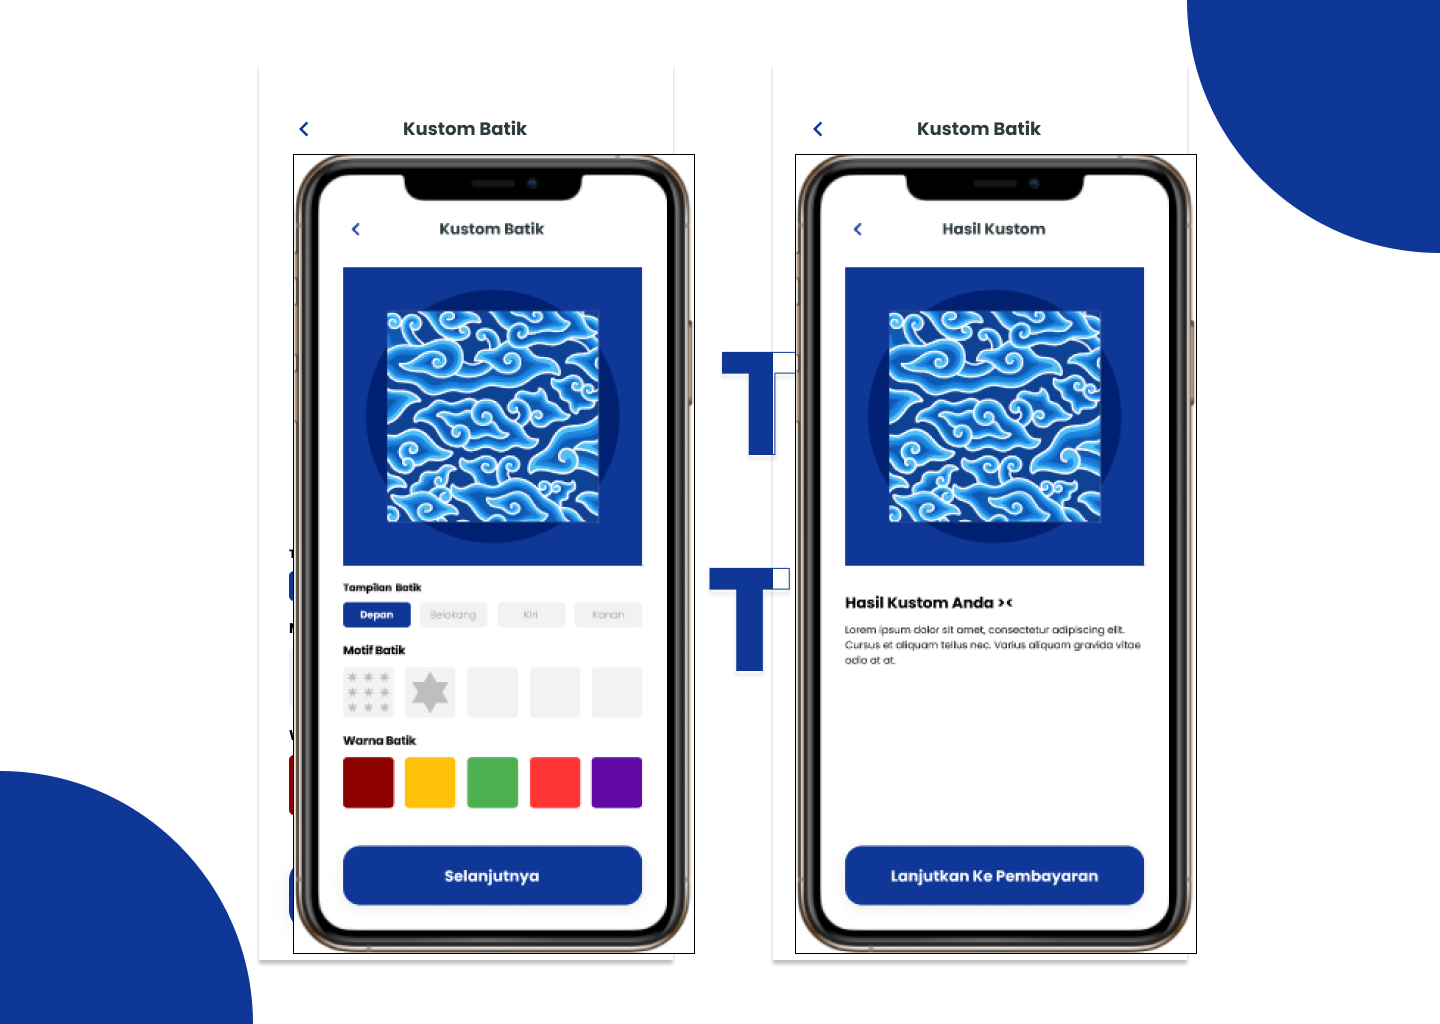 Kustom Batik
Kustom Batik
Tampilan Batik
Depan
Belakang
Kiri
Kanan
Motif Batik
Warna Batik
Selanjutnya
T
T
Kustom Batik
Hasil Kustom
Hasil Kustom Anda ><
Lorem ipsum dolor sit amet, consectetur adipiscing elit.
Cursus et aliquam tellus nec. Varius aliquam gravida vitae
odio at at.
Lanjutkan Ke Pembayaran